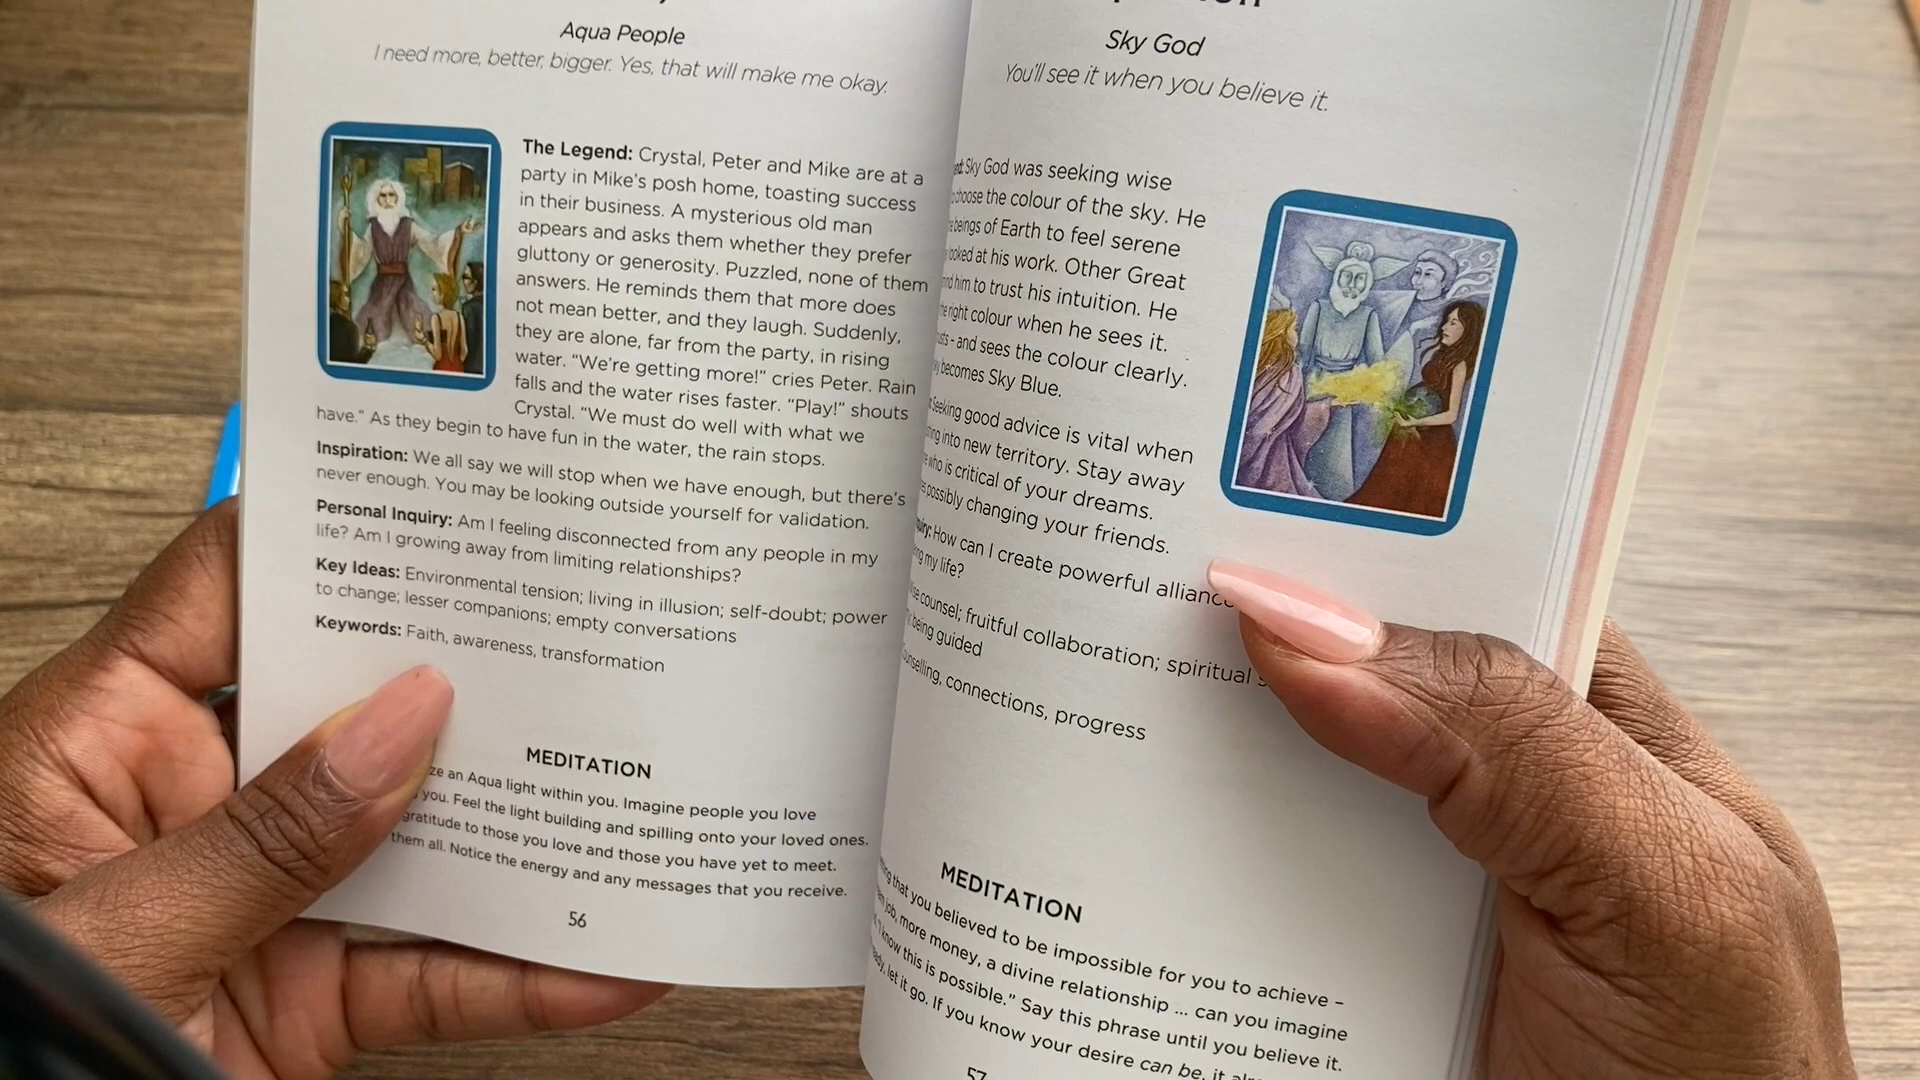 Aqua People
I need more, better, bigger. Yes, that will make me okay.
The Legend: Crystal, Peter and Mike are at a
party in Mike's posh home, toasting success
in their business. A mysterious old man
appears and asks them whether they prefer
gluttony or generosity. Puzzled, none of them
answers. He reminds them that more does
not mean better, and they laugh. Suddenly,
they are alone, far from the party, in rising
water. "We're getting more!" cries Peter. Rain
falls and the water rises faster. "Play!" shouts
Crystal. "We must do well with what we
have." As they begin to have fun in the water, the rain stops.
Inspiration: We all say we will stop when we have enough, but there's
never enough. You may be looking outside yourself for validation.
Personal Inquiry: Am I feeling disconnected from any people in my
life? Am I growing away from limiting relationships?
Key Ideas: Environmental tension; living in illusion; self-doubt; power
to change; lesser companions; empty conversations
Keywords: Faith, awareness, transformation
MEDITATION
an Aqua light within you. Imagine people you love
you. Feel the light building and spilling onto your loved ones.
gratitude to those you love and those you have yet to meet.
them all. Notice the energy and any messages that you receive.
56
Sky God
You'll see it when you believe it.
Sky God was seeking wise
choose the colour of the sky. He
beings of Earth to feel serene
looked at his work. Other Great
him to trust his intuition. He
right colour when he sees it.
- and sees the colour clearly.
becomes Sky Blue.
Seeking good advice is vital when
into new territory. Stay away
who is critical of your dreams.
possibly changing your friends.
How can I create powerful
my life?
counsel; fruitful collaboration; spiritual
being guided
connections, progress
MEDITATION
that you believed to be impossible for you to achieve –
job, more money, a divine relationship ... can you imagine
"I know this is possible." Say this phrase until you believe it.
let it go. If you know your desire can be, it
57